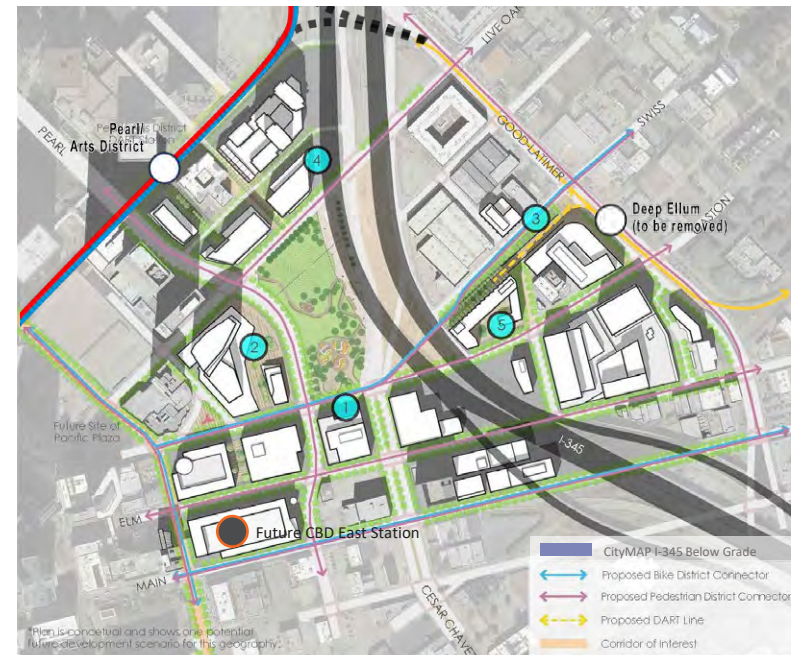 LIVE OAK
PEARL
Pearl/
Arts District
SWISS
GOOD-LATIMER
4
3
Deep Ellum
(to be removed)
GASTON
5
2
1
Future Site of
Pacific Plaza
I-345
ELM
Future CBD East Station
MAIN
CESAR CHAVEZ
CityMAP I-345 Below Grade
Proposed Bike District Connector
Proposed Pedestrian District Connector
Proposed DART Line
Corridor of Interest
*Plan is conceptual and shows one potential
future development scenario for this geography.